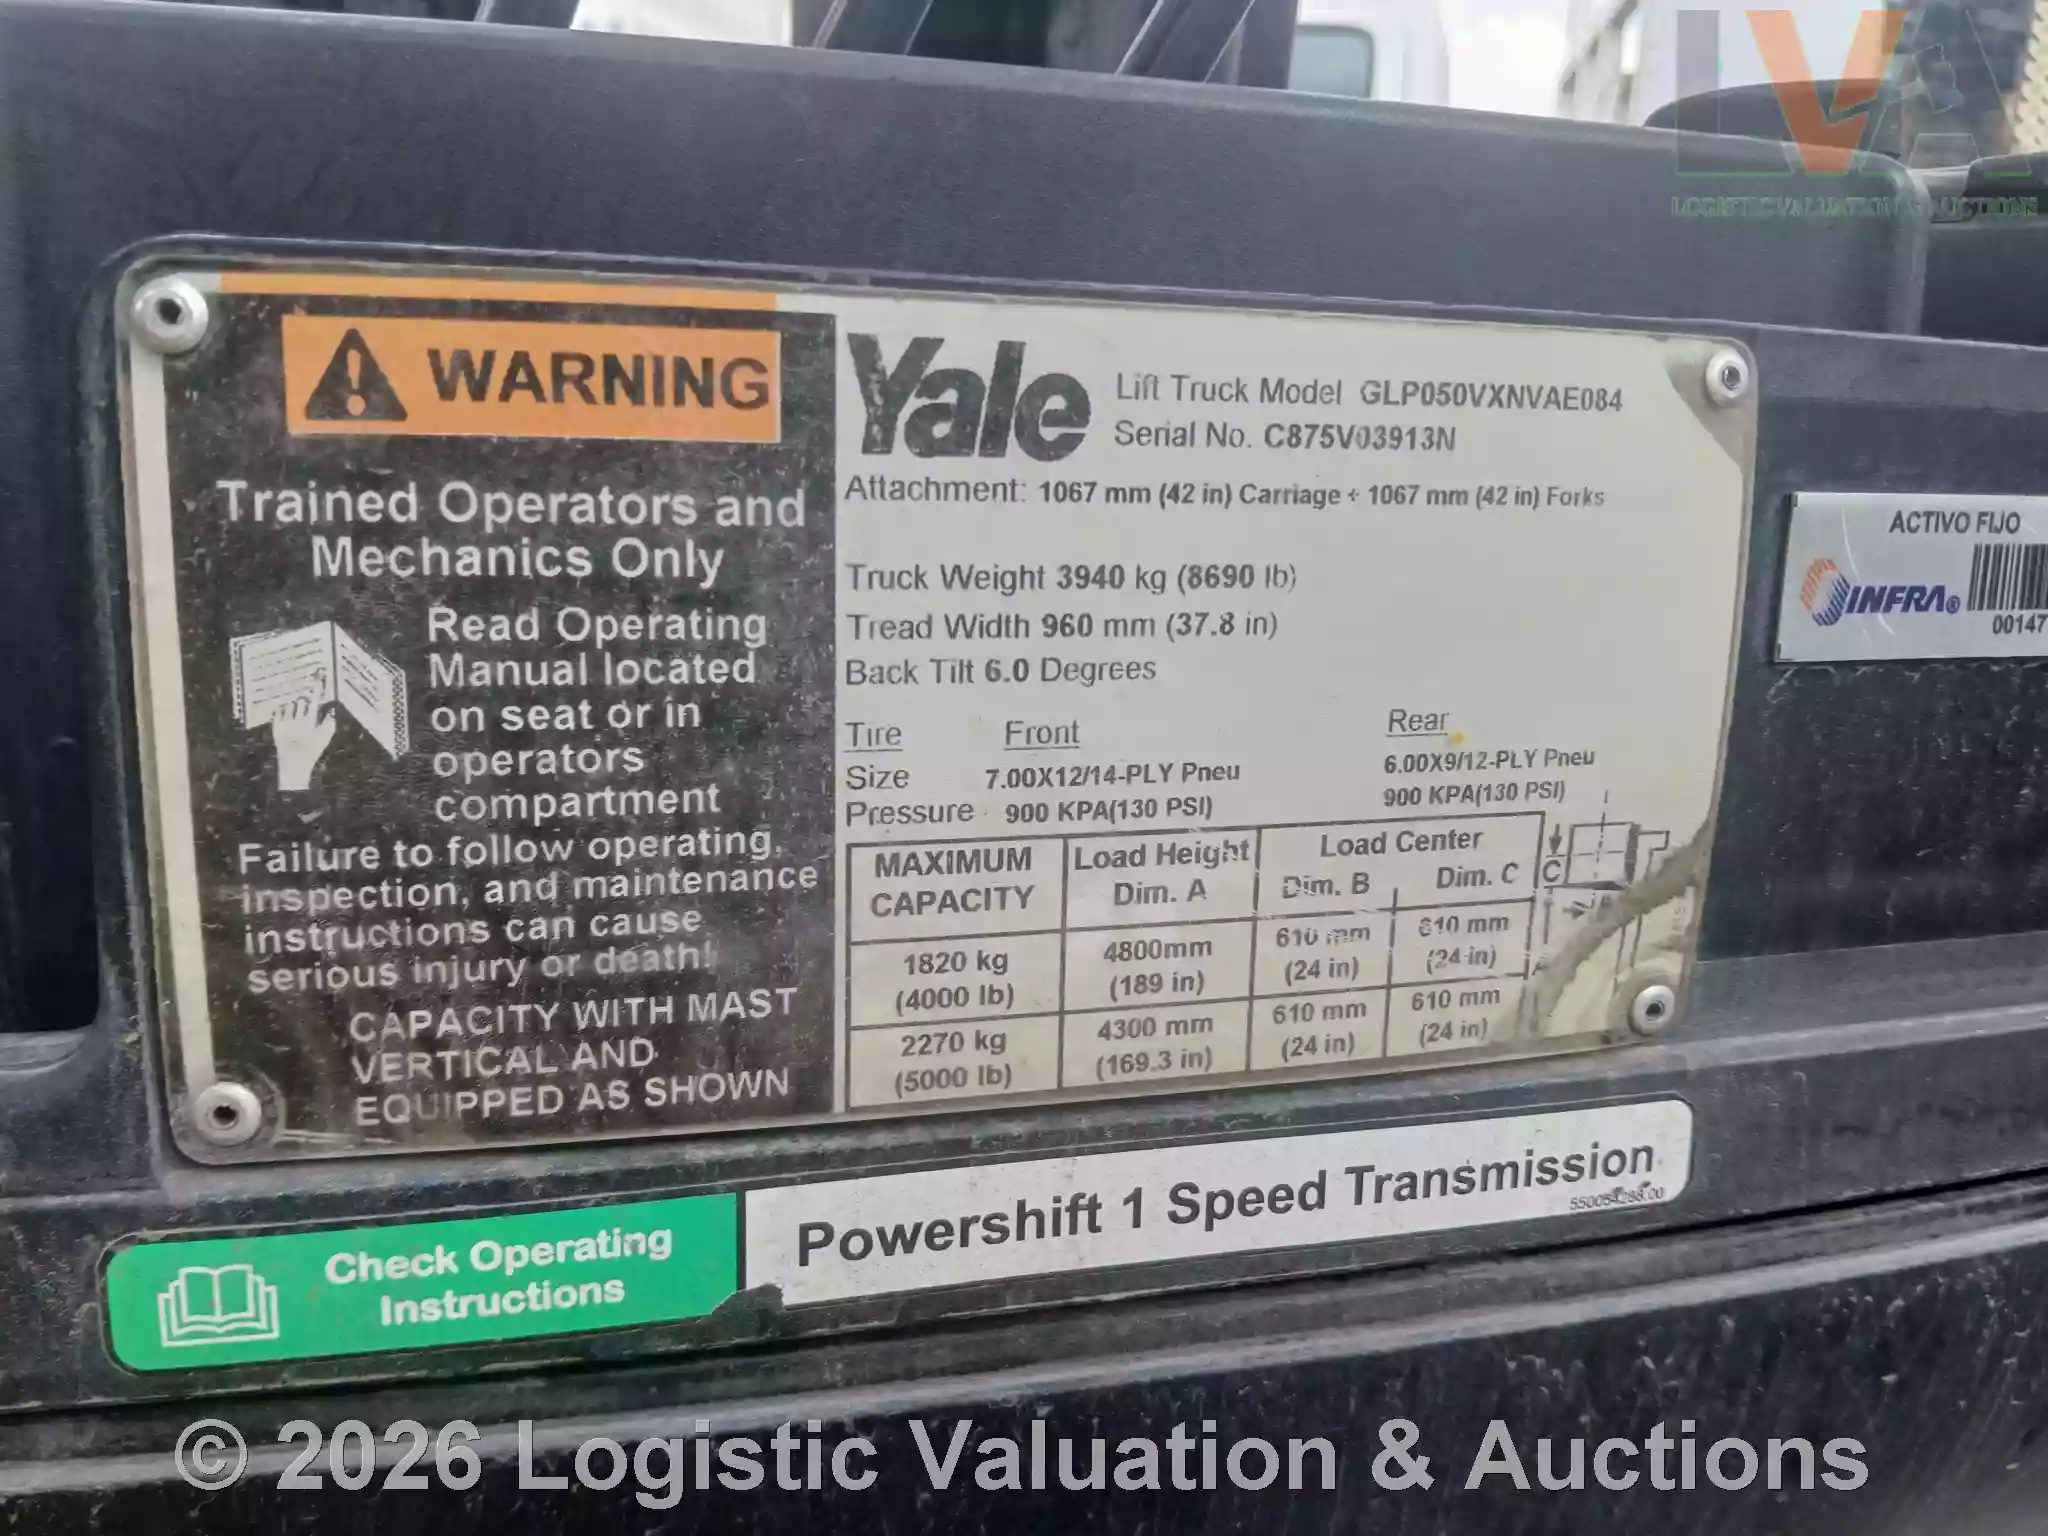 LVA
LOGISTIC VALUATION & AUCTIONS
WARNING
Trained Operators and
Mechanics Only
Read Operating
Manual located
on seat or in
operators
compartment
Failure to follow operating,
inspection, and maintenance
instructions can cause
serious injury or death!
CAPACITY WITH MAST
VERTICAL AND
EQUIPPED AS SHOWN
Yale
Lift Truck Model GLP050VXNVAE084
Serial No. C875V03913N
Attachment: 1067 mm (42 in) Carriage + 1067 mm (42 in) Forks
Truck Weight 3940 kg (8690 lb)
Tread Width 960 mm (37.8 in)
Back Tilt 6.0 Degrees
Tire Front Rear
Size 7.00X12/14-PLY Pneu 6.00X9/12-PLY Pneu
Pressure 900 KPA(130 PSI) 900 KPA(130 PSI)
MAXIMUM CAPACITY Load Height Dim. A Load Center Dim. B Dim. C
1820 kg 4800mm 610 mm 610 mm
(4000 lb) (189 in) (24 in) (24 in)
2270 kg 4300 mm 610 mm 610 mm
(5000 lb) (169.3 in) (24 in) (24 in)
C
A
ACTIVO FIJO
INFRA®
00147
Check Operating
Instructions
Powershift 1 Speed Transmission
© 2026 Logistic Valuation & Auctions